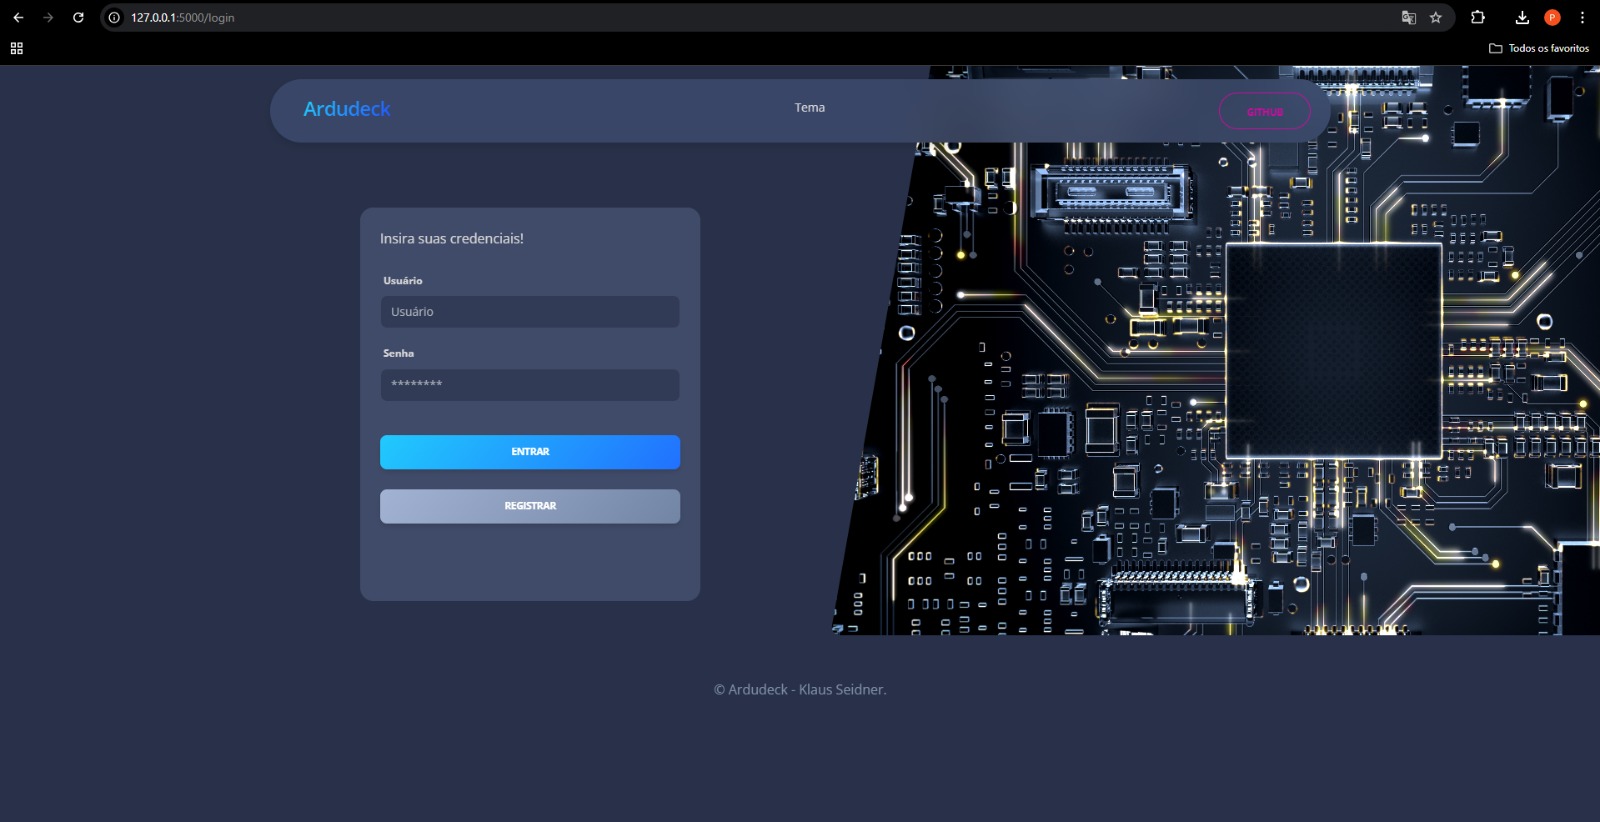 127.0.0.1:5000/login
P
Todos os favoritos
Ardudeck
Tema
GITHUB
Insira suas credenciais!
Usuário
Usuário
Senha
********
ENTRAR
REGISTRAR
© Ardudeck - Klaus Seidner.